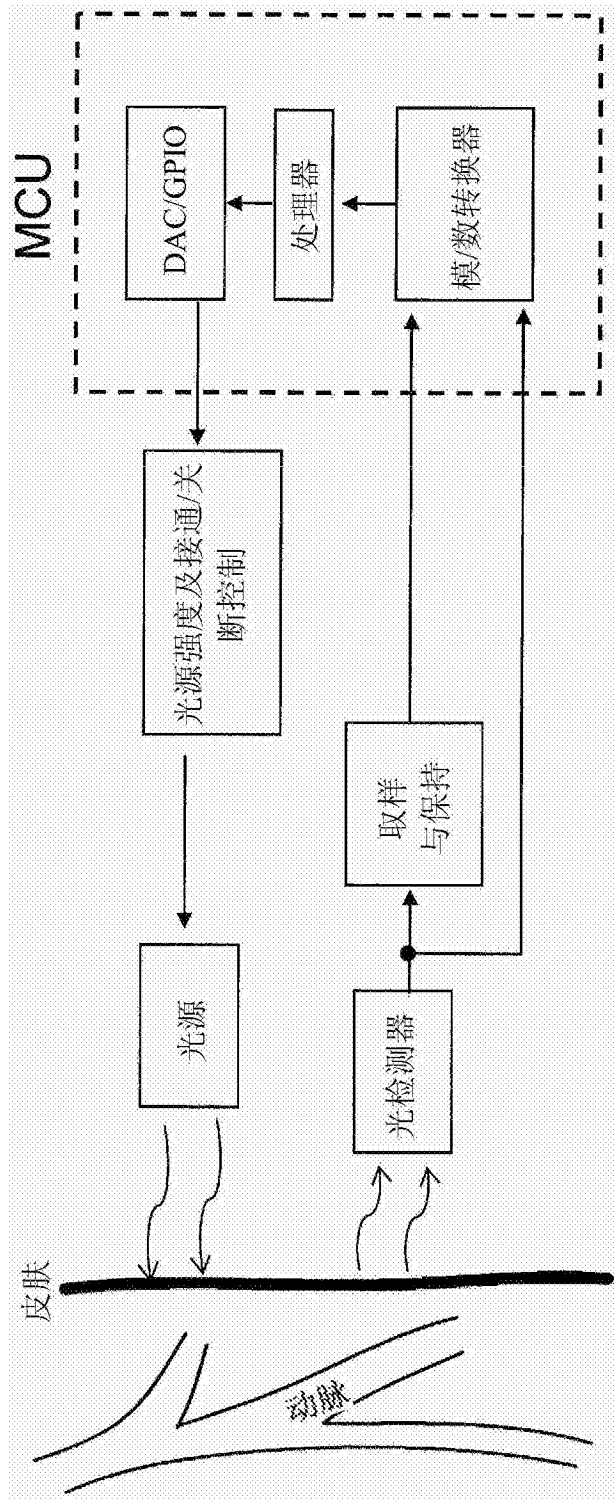 MCU
DAC/GPIO
处理器
模/数转换器
光源强度及接通/关
断控制
取样
与保持
光源
光检测器
皮肤
动脉